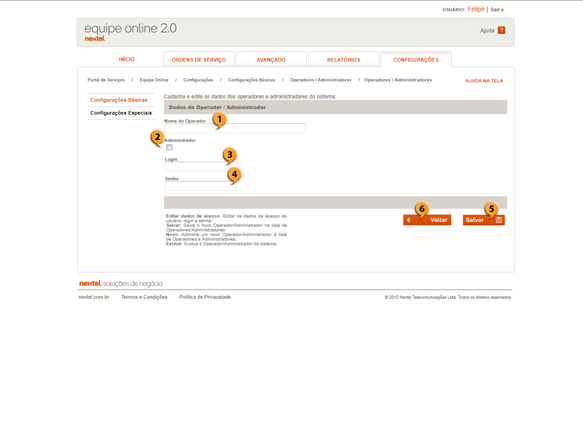 USUÁRIO: Felipe | Sair
equipe online 2.0
nextel
Ajuda ?
INÍCIO ORDENS DE SERVIÇO AVANÇADO RELATÓRIOS CONFIGURAÇÕES
Portal de Serviços / Equipe Online / Configurações / Configurações Básicas / Operadores / Administradores / Operadores / Administradores AJUDA NA TELA
Configurações Básicas
Configurações Especiais
Cadastre e edite os dados dos operadores e administradores do sistema
Dados do Operador / Administrador
Nome do Operador 1
2 Administrador
Login 3
Senha 4
Editar dados de acesso: Editar os dados de acesso do
usuário: login e senha.
Salvar: Salva o novo Operador/Administrador na lista de
Operadores/Administradores.
Novo: Adicione um novo Operador/Administrador à lista
de Operadores e Administradores.
Excluir: Exclua o Operador/Administrador do sistema.
6 Voltar
5 Salvar
nextel soluções de negócio
nextel.com.br Termos e Condições Política de Privacidade
© 2010 Nextel Telecomunicações Ltda. Todos os direitos reservados.